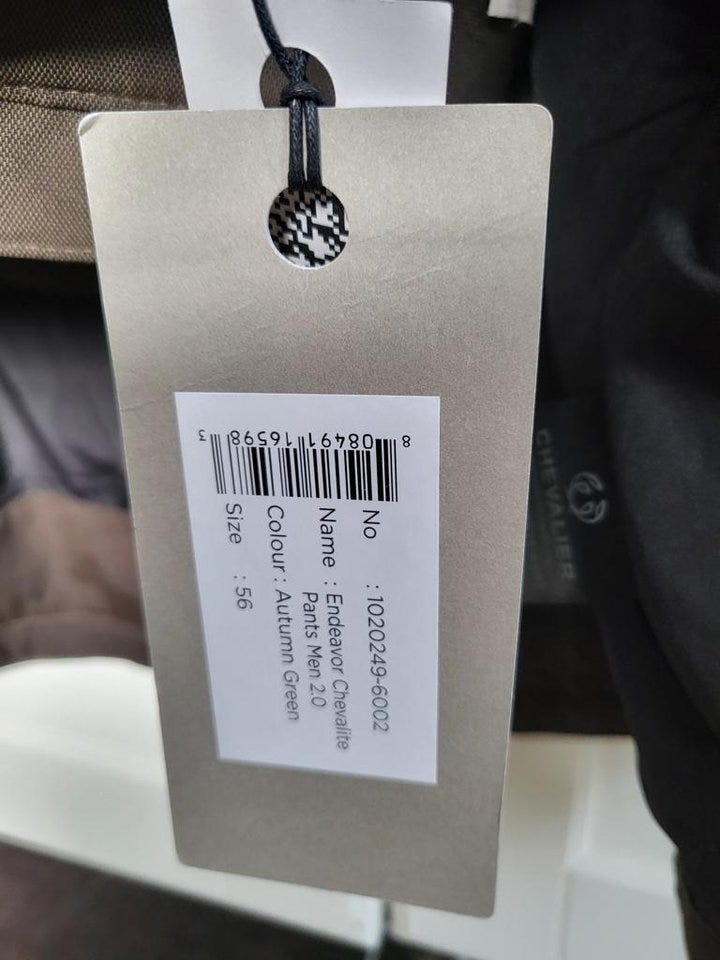 8 08491 16598 3
No : 1020249-6002
Name : Endeavor Chevalite
Pants Men 2.0
Colour : Autumn Green
Size : 56
CHEVALIER